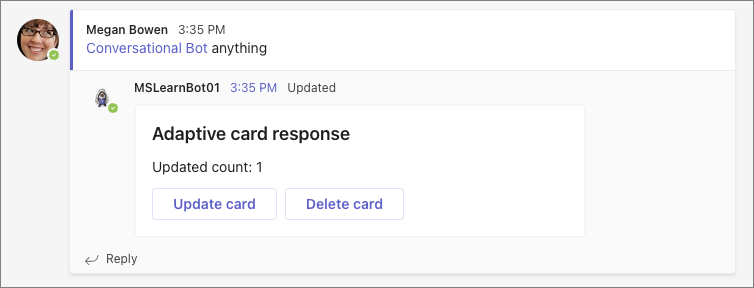 Megan Bowen 3:35 PM
Conversational Bot anything
MSLearnBot01 3:35 PM Updated
Adaptive card response
Updated count: 1
Update card Delete card
Reply